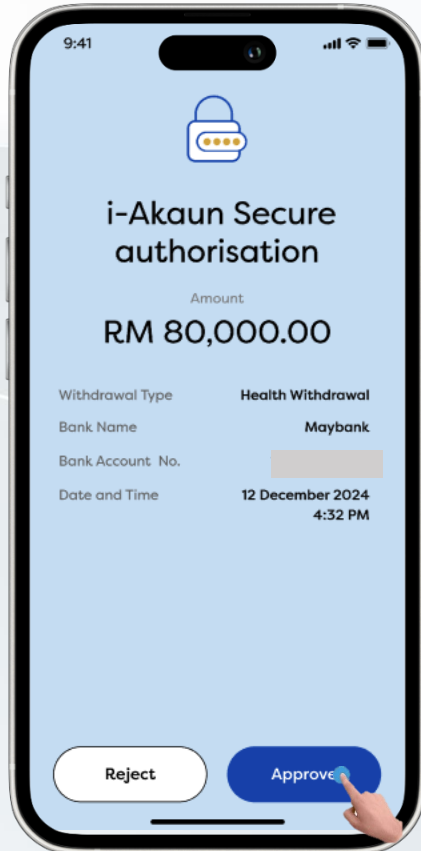 9:41
i-Akaun Secure
authorisation
Amount
RM 80,000.00
Withdrawal Type Health Withdrawal
Bank Name Maybank
Bank Account No.
Date and Time 12 December 2024
4:32 PM
Reject Approve